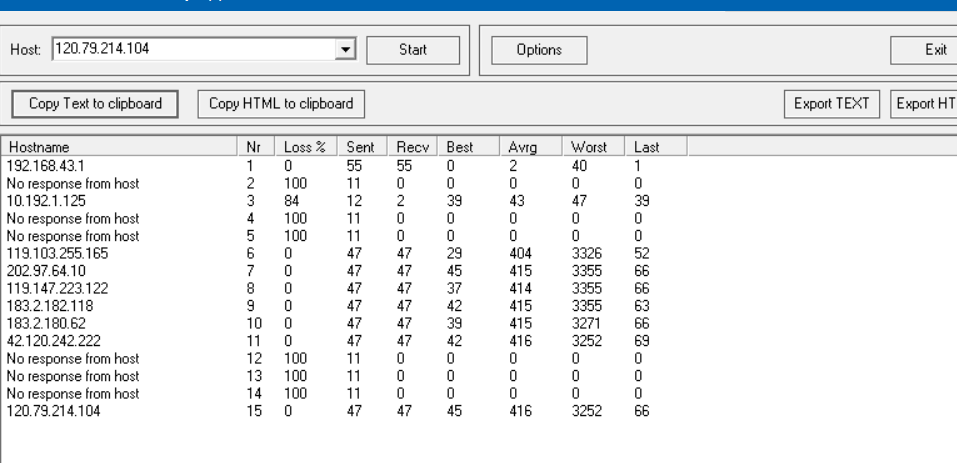 Host: 120.79.214.104 Start Options Exit
Copy Text to clipboard Copy HTML to clipboard Export TEXT Export HT
Hostname Nr Loss % Sent Recv Best Avrg Worst Last
192.168.43.1 1 0 55 55 0 2 40 1
No response from host 2 100 11 0 0 0 0 0
10.192.1.125 3 84 12 2 39 43 47 39
No response from host 4 100 11 0 0 0 0 0
No response from host 5 100 11 0 0 0 0 0
119.103.255.165 6 0 47 47 29 404 3326 52
202.97.64.10 7 0 47 47 45 415 3355 66
119.147.223.122 8 0 47 47 37 414 3355 66
183.2.182.118 9 0 47 47 42 415 3355 63
183.2.180.62 10 0 47 47 39 415 3271 66
42.120.242.222 11 0 47 47 42 416 3252 69
No response from host 12 100 11 0 0 0 0 0
No response from host 13 100 11 0 0 0 0 0
No response from host 14 100 11 0 0 0 0 0
120.79.214.104 15 0 47 47 45 416 3252 66